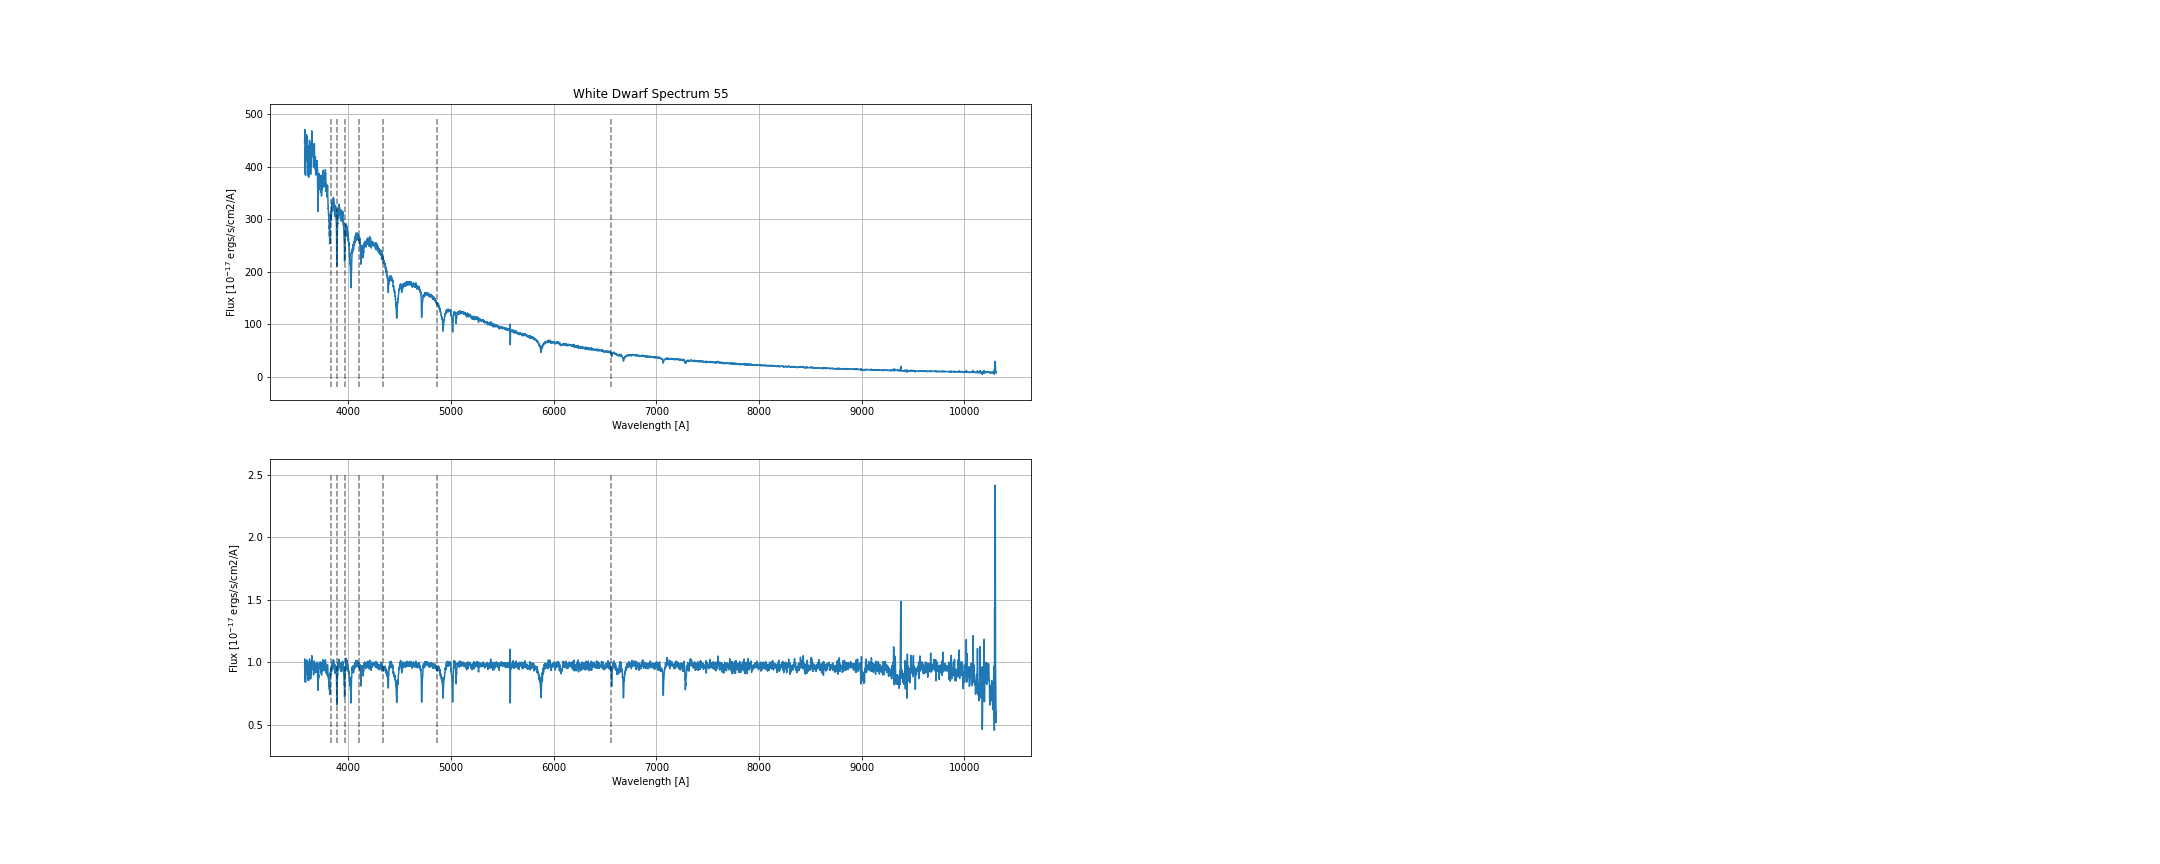 White Dwarf Spectrum 55
500
400
300
200
100
0
Flux [10⁻¹⁷ ergs/s/cm2/A]
4000 5000 6000 7000 8000 9000 10000
Wavelength [A]
2.5
2.0
1.5
1.0
0.5
Flux [10⁻¹⁷ ergs/s/cm2/A]
4000 5000 6000 7000 8000 9000 10000
Wavelength [A]